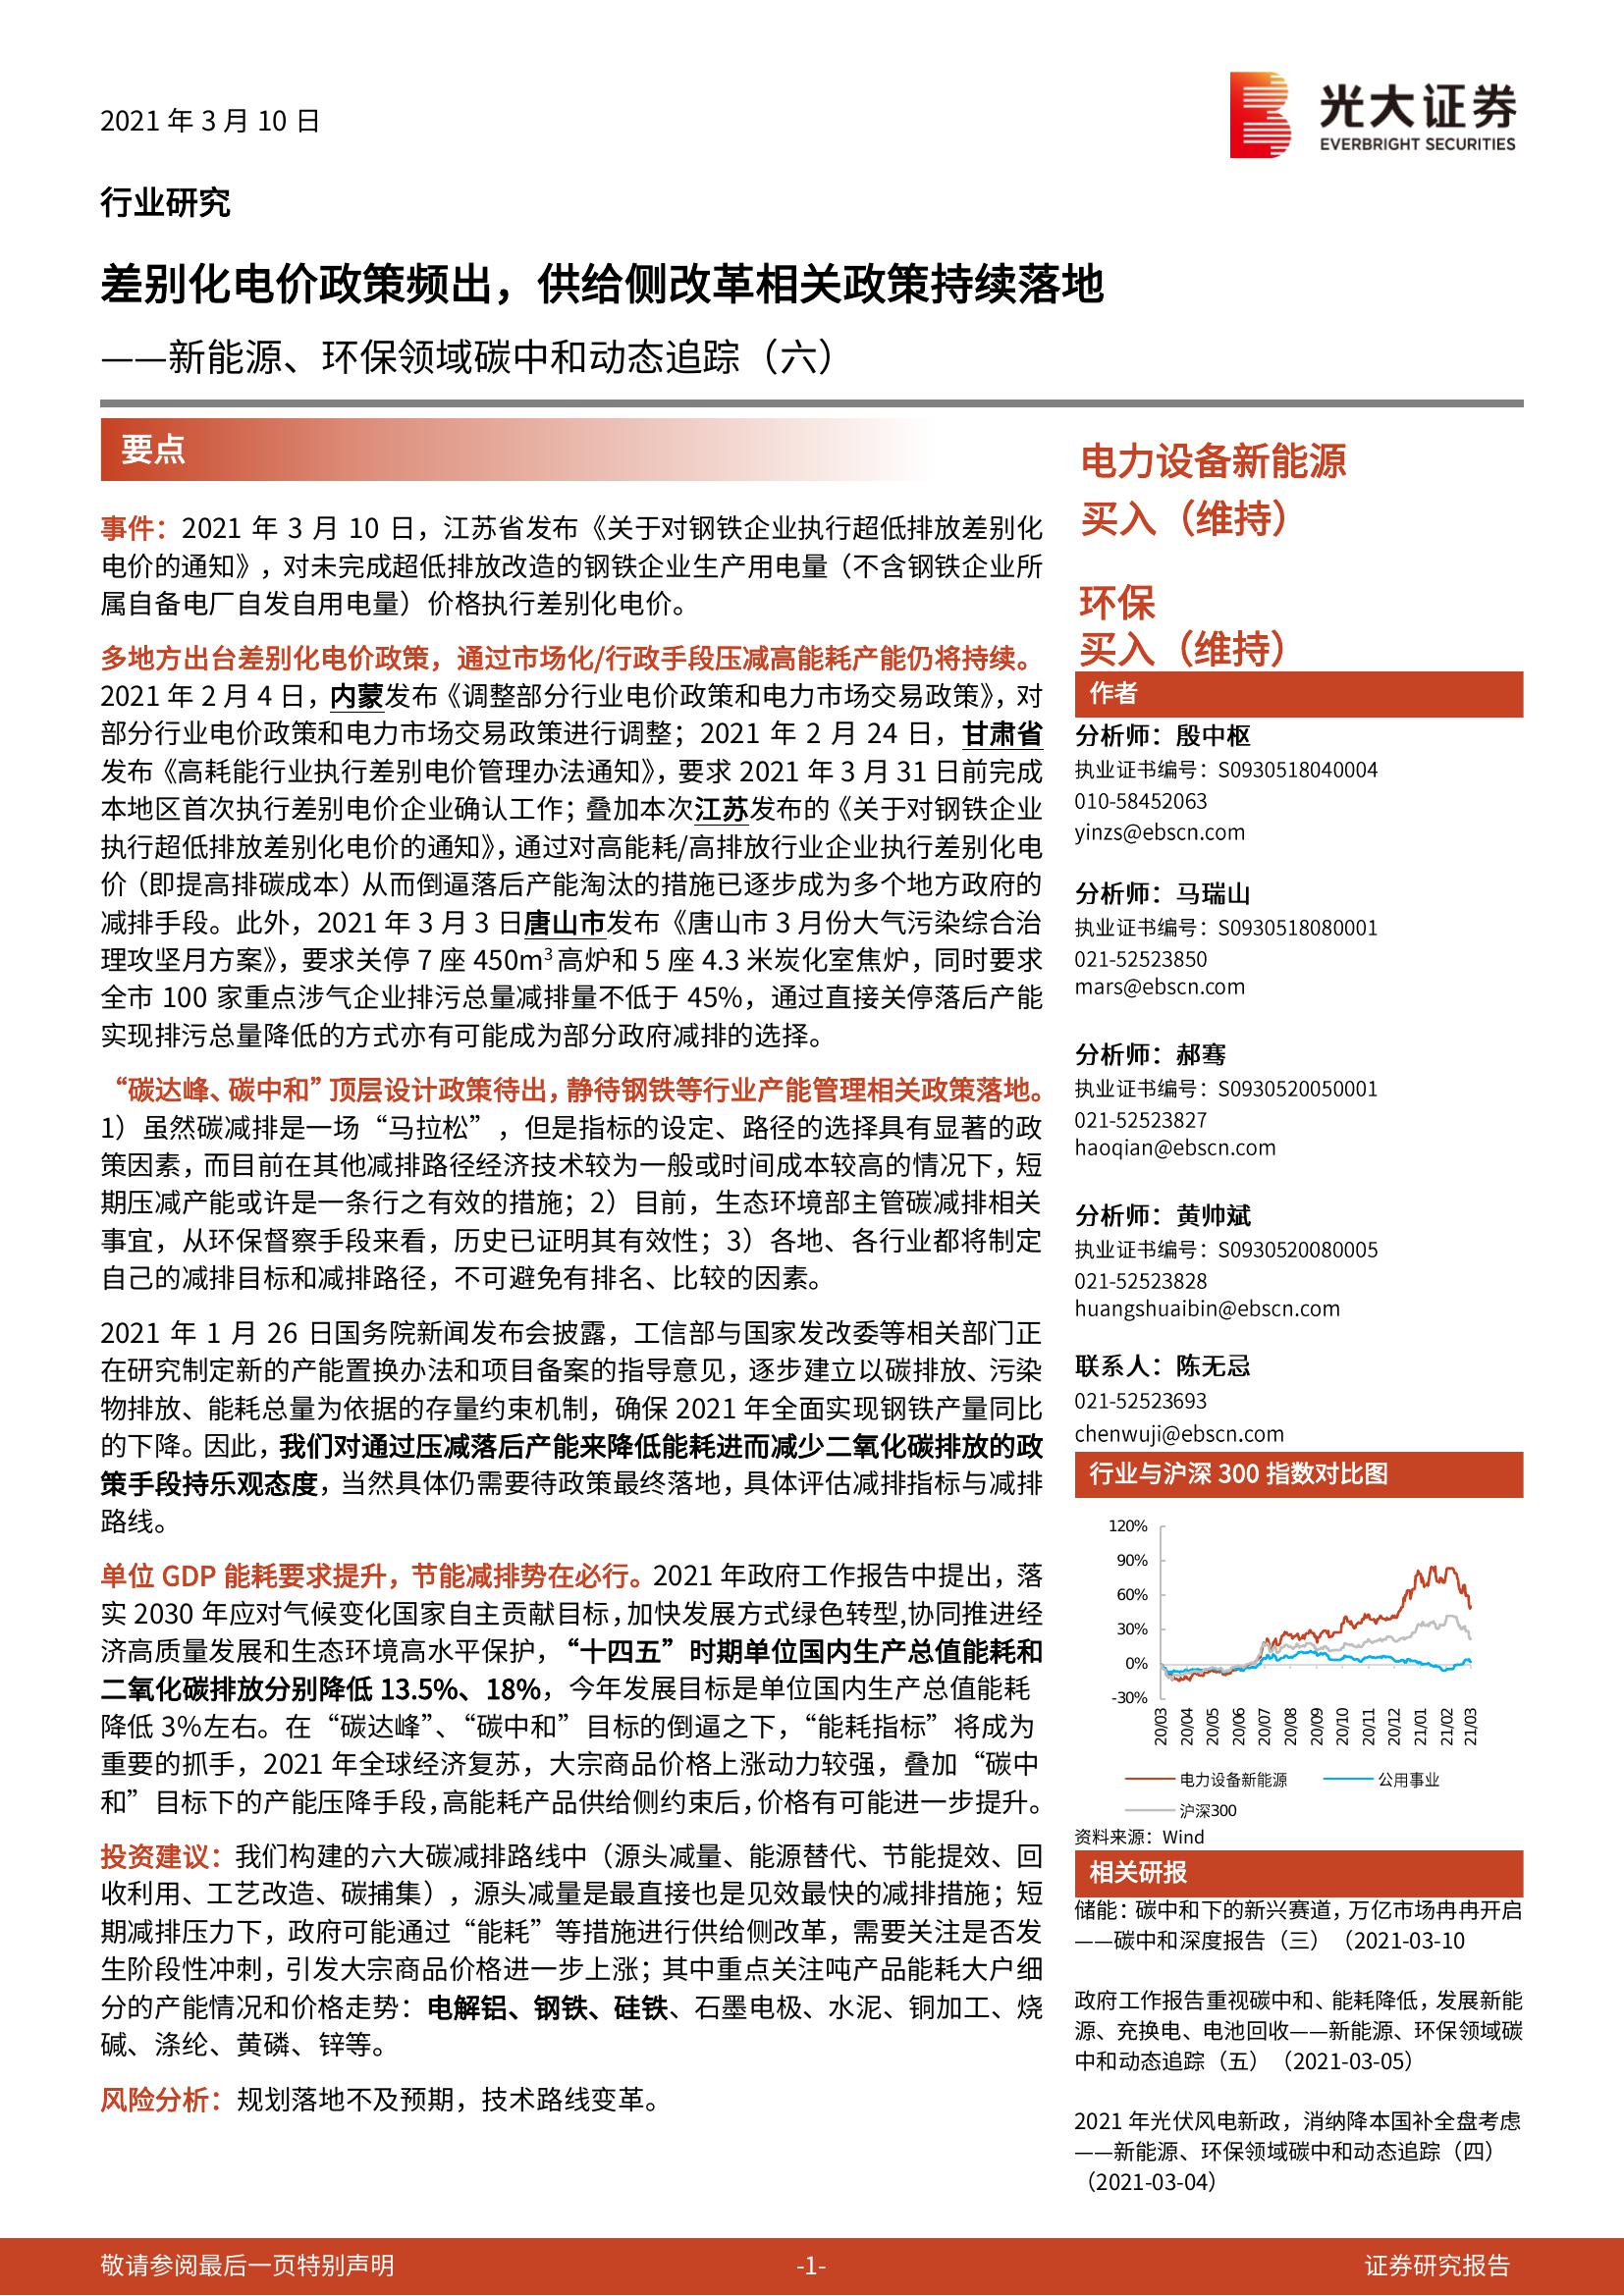 2021 年 3 月 10 日
光大证券
EVERBRIGHT SECURITIES
行业研究
差别化电价政策频出，供给侧改革相关政策持续落地
——新能源、环保领域碳中和动态追踪（六）
要点
事件：2021 年 3 月 10 日，江苏省发布《关于对钢铁企业执行超低排放差别化
电价的通知》，对未完成超低排放改造的钢铁企业生产用电量（不含钢铁企业所
属自备电厂自发自用电量）价格执行差别化电价。
多地方出台差别化电价政策，通过市场化/行政手段压减高能耗产能仍将持续。
2021 年 2 月 4 日，内蒙发布《调整部分行业电价政策和电力市场交易政策》，对
部分行业电价政策和电力市场交易政策进行调整；2021 年 2 月 24 日，甘肃省
发布《高耗能行业执行差别电价管理办法通知》，要求 2021 年 3 月 31 日前完成
本地区首次执行差别电价企业确认工作；叠加本次江苏发布的《关于对钢铁企业
执行超低排放差别化电价的通知》，通过对高能耗/高排放行业企业执行差别化电
价（即提高排碳成本）从而倒逼落后产能淘汰的措施已逐步成为多个地方政府的
减排手段。此外，2021 年 3 月 3 日唐山市发布《唐山市 3 月份大气污染综合治
理攻坚月方案》，要求关停 7 座 450m³高炉和 5 座 4.3 米炭化室焦炉，同时要求
全市 100 家重点涉气企业排污总量减排量不低于 45%，通过直接关停落后产能
实现排污总量降低的方式亦有可能成为部分政府减排的选择。
“碳达峰、碳中和”顶层设计政策待出，静待钢铁等行业产能管理相关政策落地。
1）虽然碳减排是一场“马拉松”，但是指标的设定、路径的选择具有显著的政
策因素，而目前在其他减排路径经济技术较为一般或时间成本较高的情况下，短
期压减产能或许是一条行之有效的措施；2）目前，生态环境部主管碳减排相关
事宜，从环保督察手段来看，历史已证明其有效性；3）各地、各行业都将制定
自己的减排目标和减排路径，不可避免有排名、比较的因素。
2021 年 1 月 26 日国务院新闻发布会披露，工信部与国家发改委等相关部门正
在研究制定新的产能置换办法和项目备案的指导意见，逐步建立以碳排放、污染
物排放、能耗总量为依据的存量约束机制，确保 2021 年全面实现钢铁产量同比
的下降。因此，我们对通过压减落后产能来降低能耗进而减少二氧化碳排放的政
策手段持乐观态度，当然具体仍需要待政策最终落地，具体评估减排指标与减排
路线。
单位 GDP 能耗要求提升，节能减排势在必行。2021 年政府工作报告中提出，落
实 2030 年应对气候变化国家自主贡献目标，加快发展方式绿色转型,协同推进经
济高质量发展和生态环境高水平保护，“十四五”时期单位国内生产总值能耗和
二氧化碳排放分别降低 13.5%、18%，今年发展目标是单位国内生产总值能耗
降低 3%左右。在“碳达峰”、“碳中和”目标的倒逼之下，“能耗指标”将成为
重要的抓手，2021 年全球经济复苏，大宗商品价格上涨动力较强，叠加“碳中
和”目标下的产能压降手段，高能耗产品供给侧约束后，价格有可能进一步提升。
投资建议：我们构建的六大碳减排路线中（源头减量、能源替代、节能提效、回
收利用、工艺改造、碳捕集），源头减量是最直接也是见效最快的减排措施；短
期减排压力下，政府可能通过“能耗”等措施进行供给侧改革，需要关注是否发
生阶段性冲刺，引发大宗商品价格进一步上涨；其中重点关注吨产品能耗大户细
分的产能情况和价格走势：电解铝、钢铁、硅铁、石墨电极、水泥、铜加工、烧
碱、涤纶、黄磷、锌等。
风险分析：规划落地不及预期，技术路线变革。
电力设备新能源
买入（维持）
环保
买入（维持）
作者
分析师：殷中枢
执业证书编号：S0930518040004
010-58452063
yinzs@ebscn.com
分析师：马瑞山
执业证书编号：S0930518080001
021-52523850
mars@ebscn.com
分析师：郝骞
执业证书编号：S0930520050001
021-52523827
haoqian@ebscn.com
分析师：黄帅斌
执业证书编号：S0930520080005
021-52523828
huangshuaibin@ebscn.com
联系人：陈无忌
021-52523693
chenwuji@ebscn.com
行业与沪深 300 指数对比图
120%
90%
60%
30%
0%
-30%
20/03 20/04 20/05 20/06 20/07 20/08 20/09 20/10 20/11 20/12 21/01 21/02 21/03
电力设备新能源 公用事业
沪深300
资料来源：Wind
相关研报
储能：碳中和下的新兴赛道，万亿市场冉冉开启
——碳中和深度报告（三）（2021-03-10
政府工作报告重视碳中和、能耗降低，发展新能
源、充换电、电池回收——新能源、环保领域碳
中和动态追踪（五）（2021-03-05）
2021 年光伏风电新政，消纳降本国补全盘考虑
——新能源、环保领域碳中和动态追踪（四）
（2021-03-04）
敬请参阅最后一页特别声明 -1- 证券研究报告